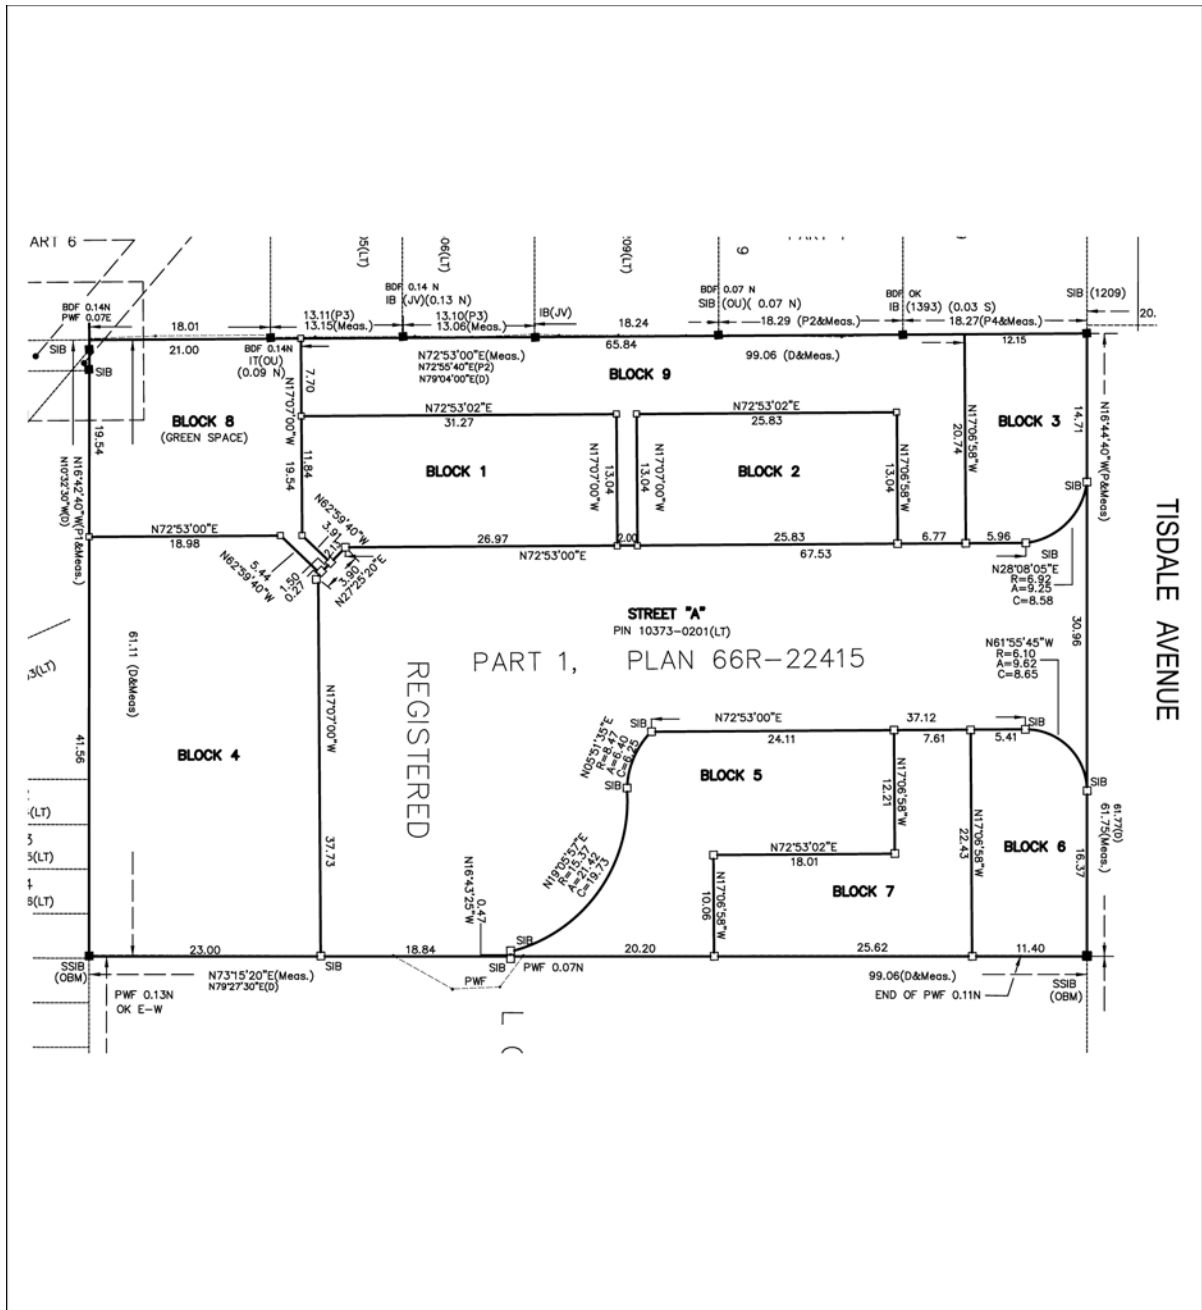 ART 6
05(LT)
06(LT)
09(LT)
9
BDF 0.14N
PWF 0.07E
BDF 0.14 N
IB (JV)(0.13 N)
BDF 0.07 N
SIB (OU)( 0.07 N)
BDF OK
IB (1393) (0.03 S)
SIB (1209)
20.
18.01
13.11(P3)
13.15(Meas.)
13.10(P3)
13.06(Meas.)
IB(JV)
18.24
18.29 (P2&Meas.)
18.27(P4&Meas.)
SIB
21.00
BDF 0.14N
IT(OU)
(0.09 N)
65.84
12.15
N72°53'00"E(Meas.)
N72°55'40"E(P2)
N79°04'00"E(D)
99.06 (D&Meas.)
SIB
BLOCK 9
N17°07'00"W
7.70
BLOCK 8
(GREEN SPACE)
N72°53'02"E
31.27
N72°53'02"E
25.83
BLOCK 3
14.71
N16°44'40"W(P&Meas)
19.54
11.84
19.54
BLOCK 1
N17°07'00"W
13.04
N17°07'00"W
13.04
BLOCK 2
N17°06'58"W
13.04
N17°06'58"W
20.74
N16°42'40"W(P1&Meas.)
N10°32'30"W(D)
SIB
N62°59'40"W
3.91
N72°53'00"E
18.98
2.13
26.97
N72°53'00"E
2.00
25.83
67.53
6.77
5.96
SIB
5.44
N62°59'40"W
1.50
0.27
3.90
N27°25'20"E
N28°08'05"E
R=6.92
A=9.25
C=8.58
TISDALE AVENUE
STREET "A"
PIN 10373-0201(LT)
30.96
61.11 (D&Meas)
PART 1, PLAN 66R-22415
N61°55'45"W
R=6.10
A=9.62
C=8.65
3(LT)
REGISTERED
N17°07'00"W
37.73
41.56
BLOCK 4
SIB
N72°53'00"E
24.11
37.12
7.61
5.41
SIB
N05°51'35"E
R=8.47
A=6.40
C=6.25
SIB
BLOCK 5
N17°06'58"W
12.21
SIB
(LT)
61.77(D)
61.75(Meas.)
3
5(LT)
N72°53'02"E
18.01
N17°06'58"W
22.43
BLOCK 6
16.37
N19°05'57"E
R=15.37
A=21.42
C=19.73
N16°43'25"W
0.47
4
6(LT)
N17°06'58"W
10.06
BLOCK 7
SIB
23.00
18.84
20.20
25.62
11.40
SSIB
(OBM)
N73°15'20"E(Meas.)
N79°27'30"E(D)
SIB
SIB
PWF 0.07N
PWF
99.06(D&Meas.)
SSIB
(OBM)
PWF 0.13N
OK E-W
END OF PWF 0.11N